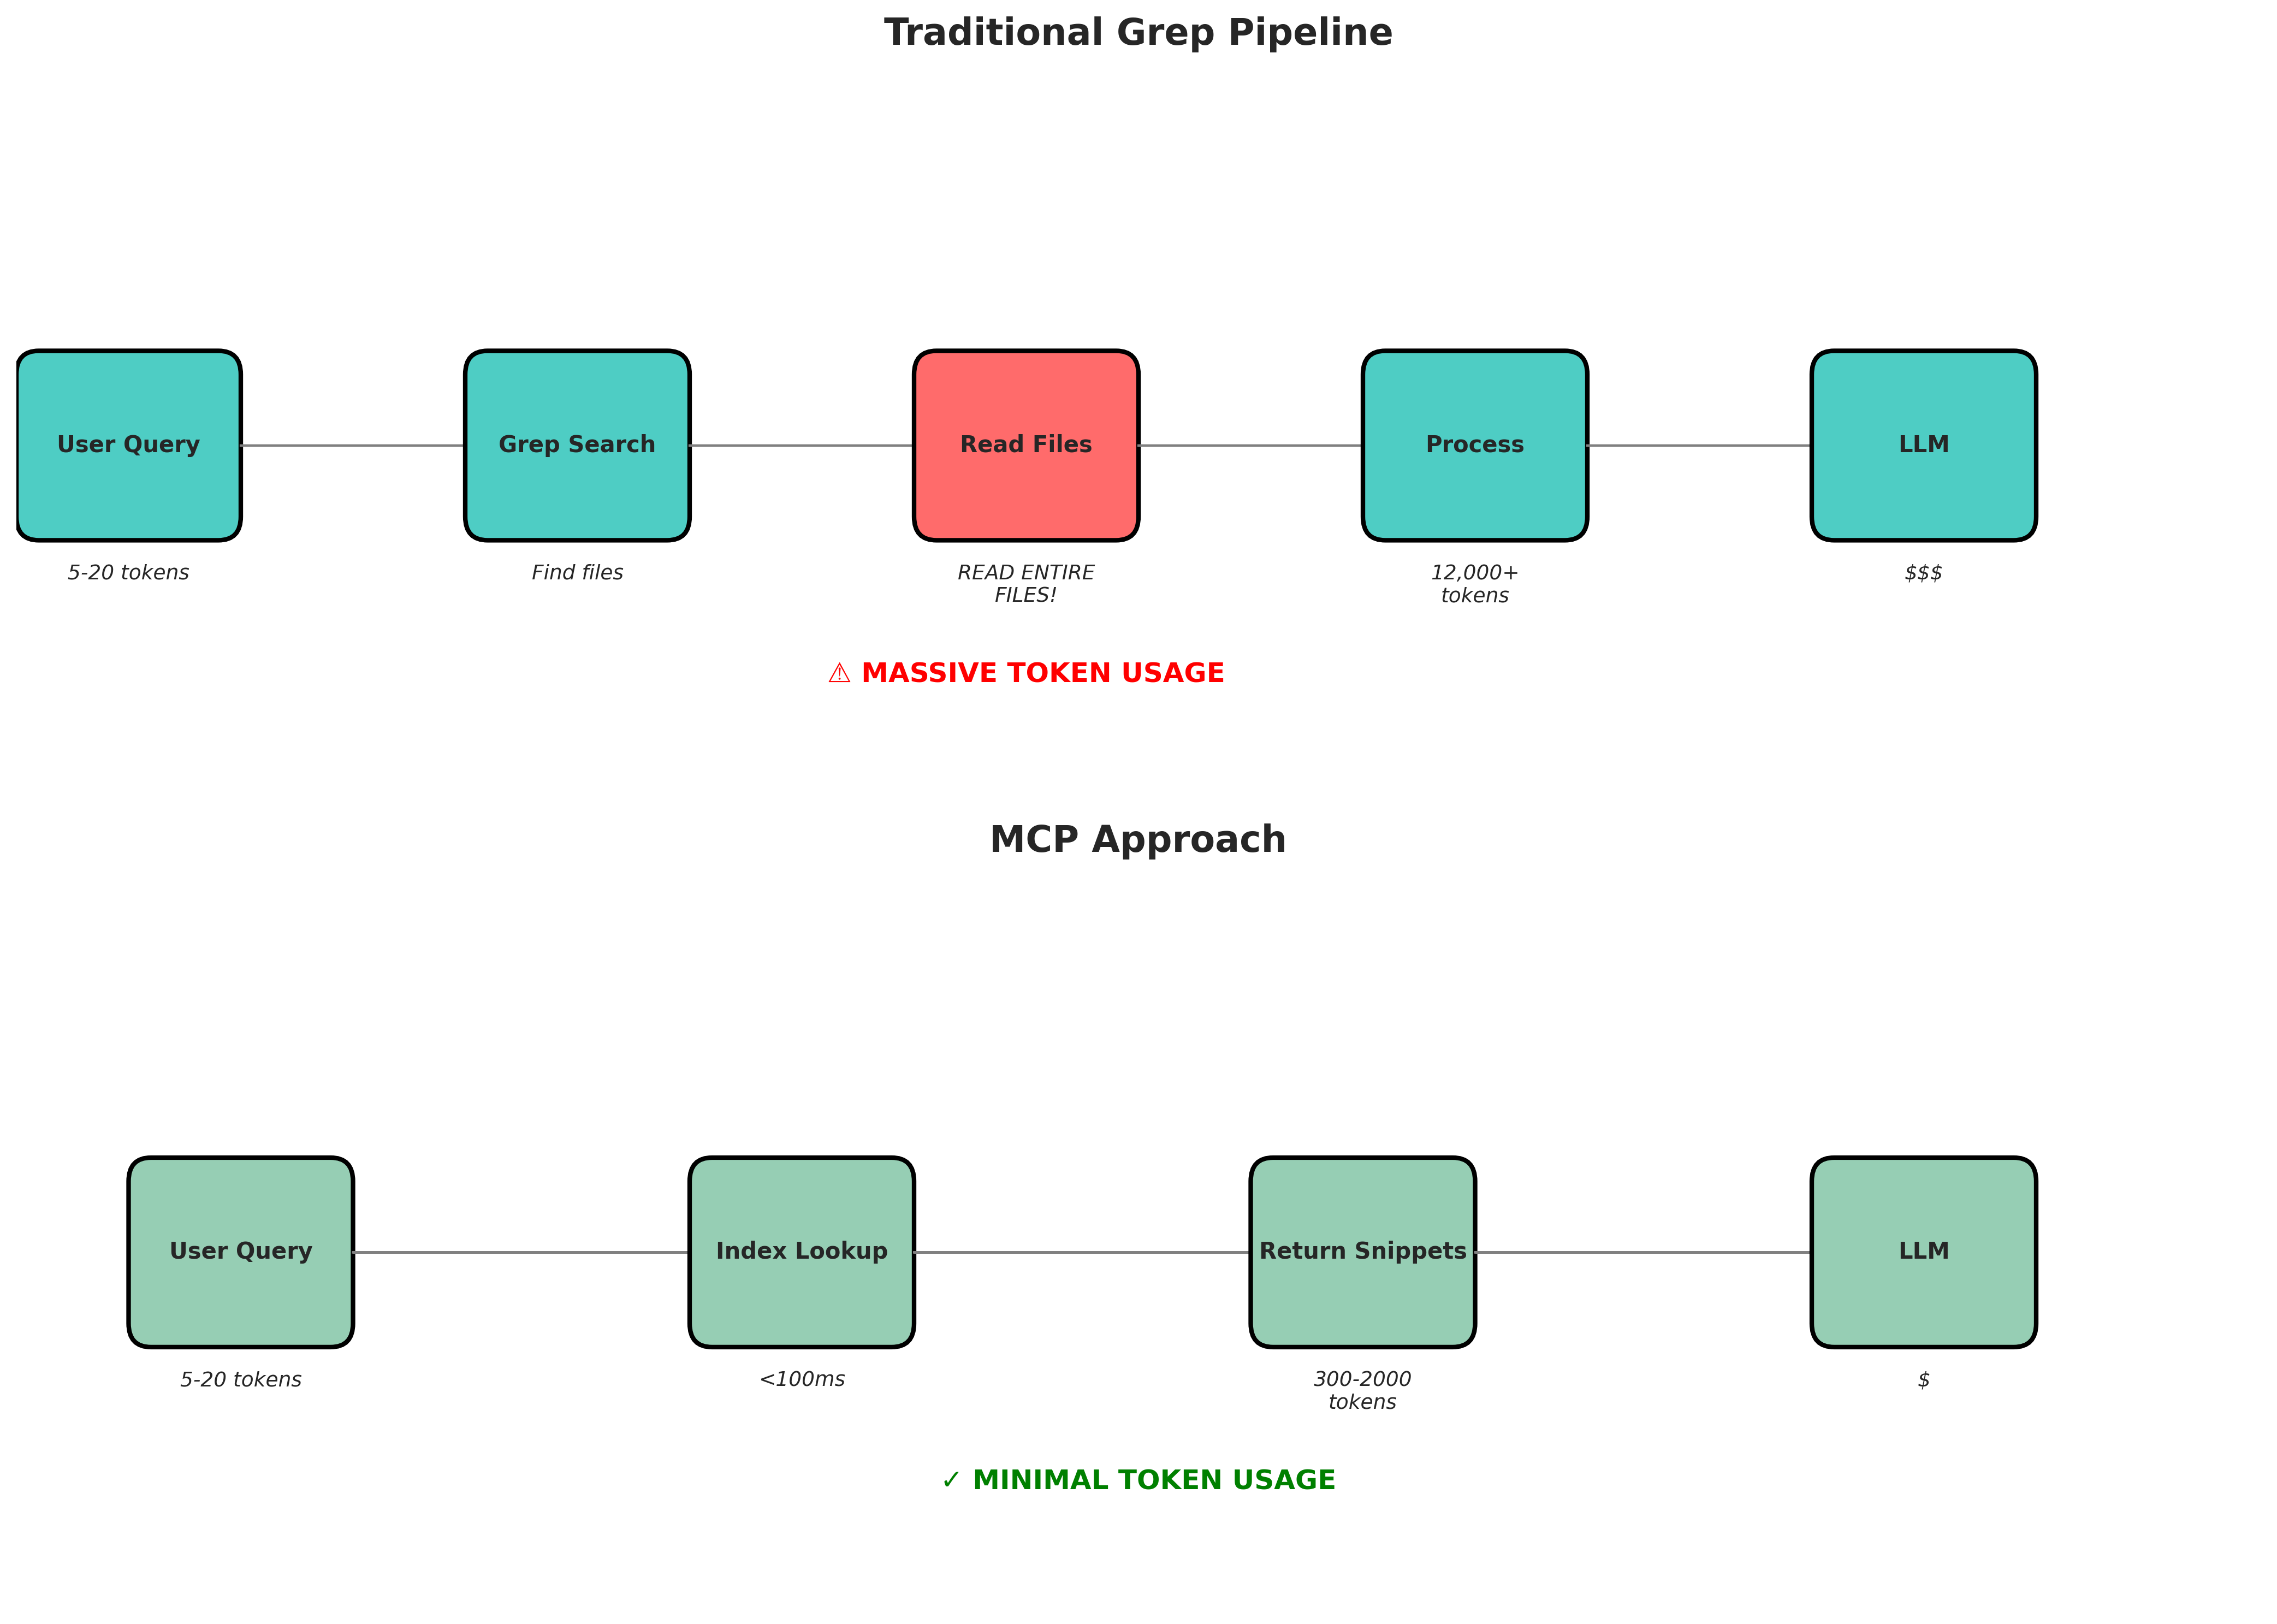 Traditional Grep Pipeline
User Query
Grep Search
Read Files
Process
LLM
5-20 tokens
Find files
READ ENTIRE
FILES!
12,000+
tokens
$$$
⚠ MASSIVE TOKEN USAGE
MCP Approach
User Query
Index Lookup
Return Snippets
LLM
5-20 tokens
<100ms
300-2000
tokens
$
✓ MINIMAL TOKEN USAGE